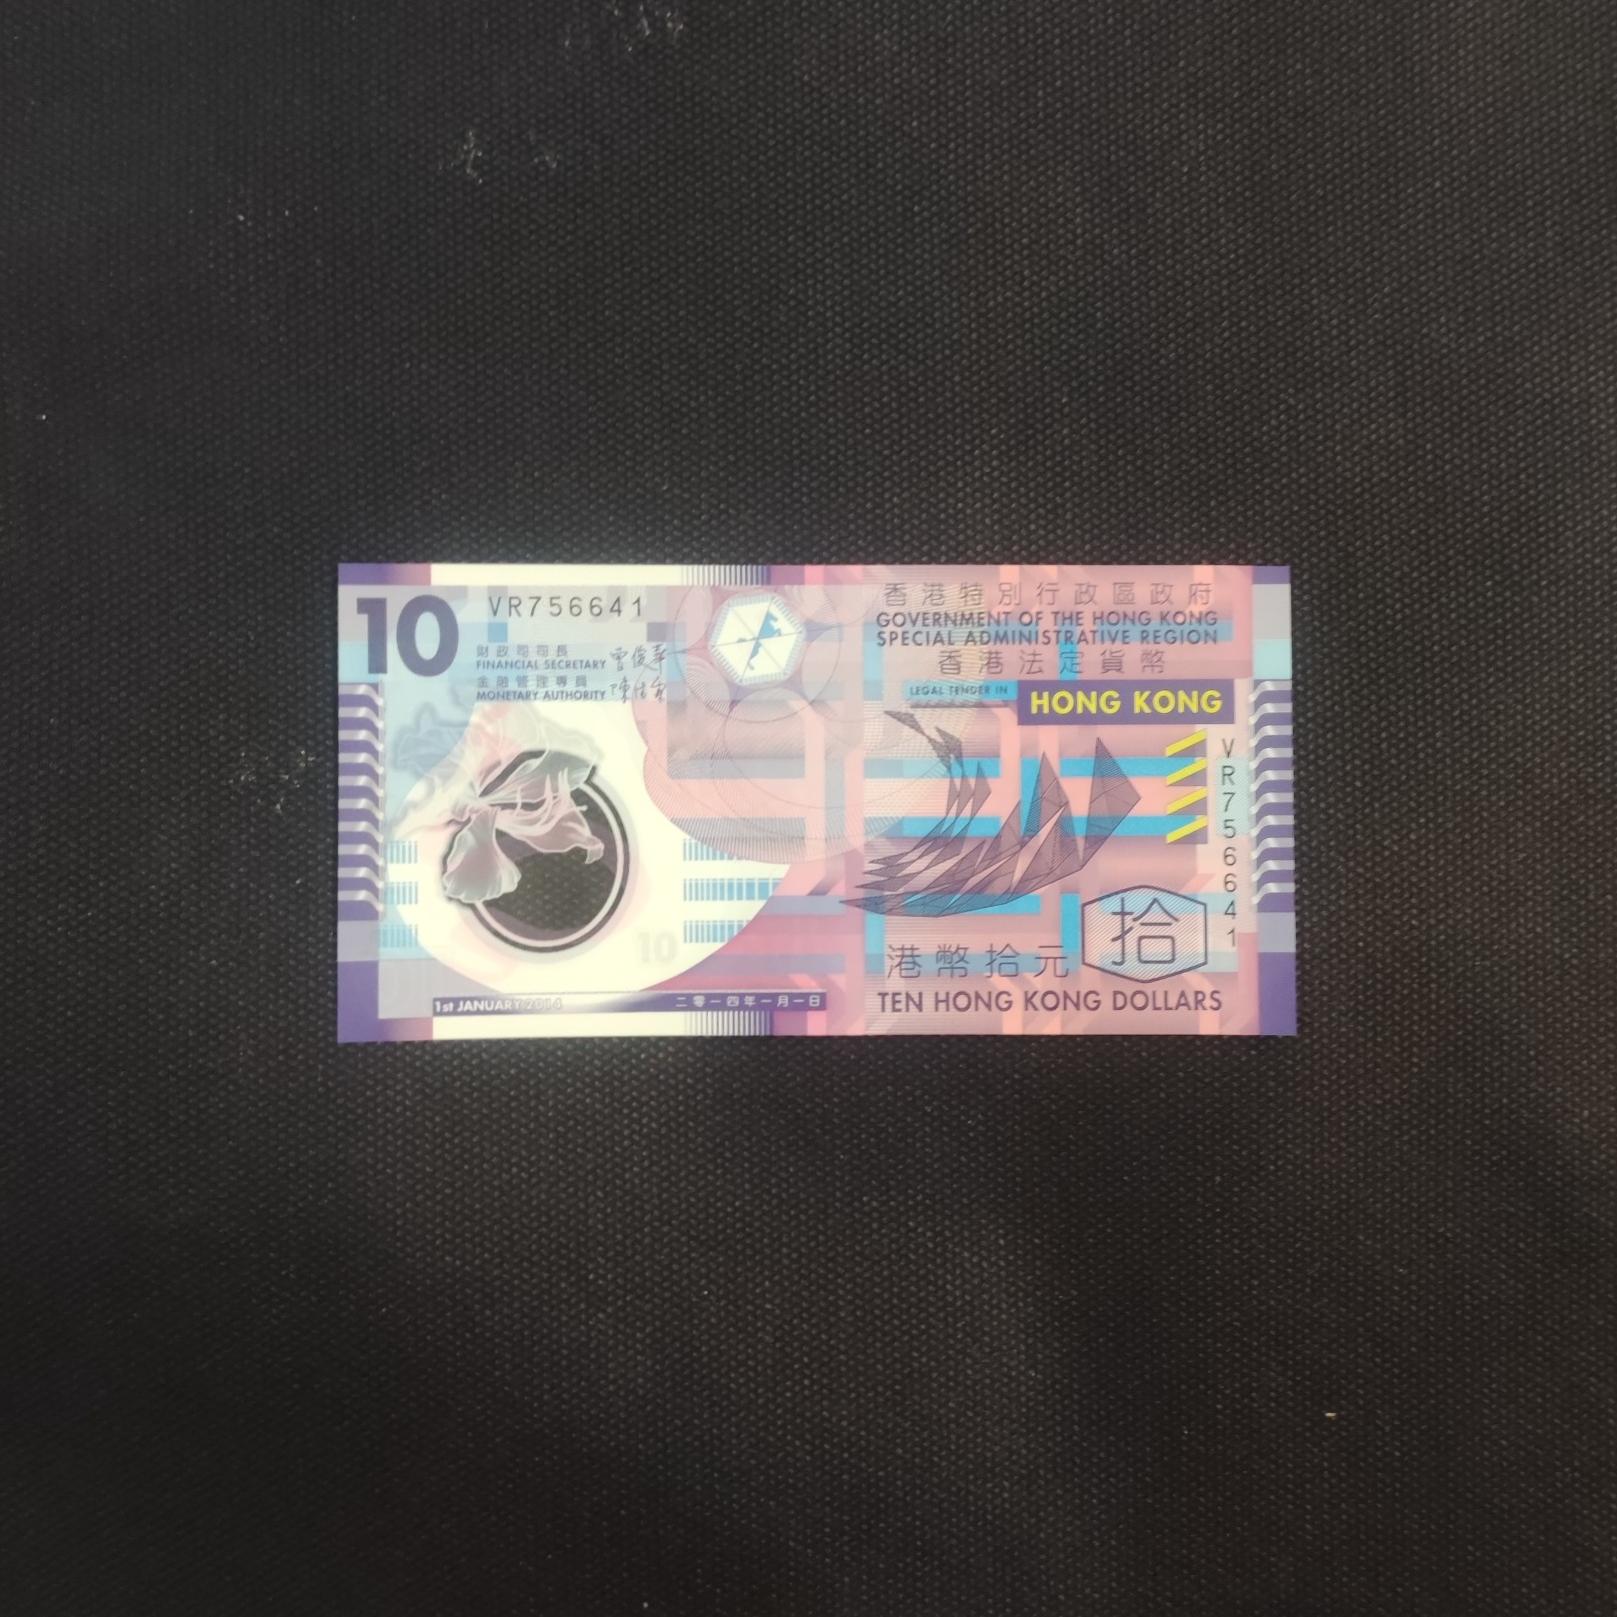 10
VR756641
財政司司長
FINANCIAL SECRETARY
金融管理專員
MONETARY AUTHORITY
香港特別行政區政府
GOVERNMENT OF THE HONG KONG
SPECIAL ADMINISTRATIVE REGION
香港法定貨幣
LEGAL TENDER IN
HONG KONG
VR756641
10
拾
港幣拾元
TEN HONG KONG DOLLARS
1st JANUARY 2014
二零一四年一月一日